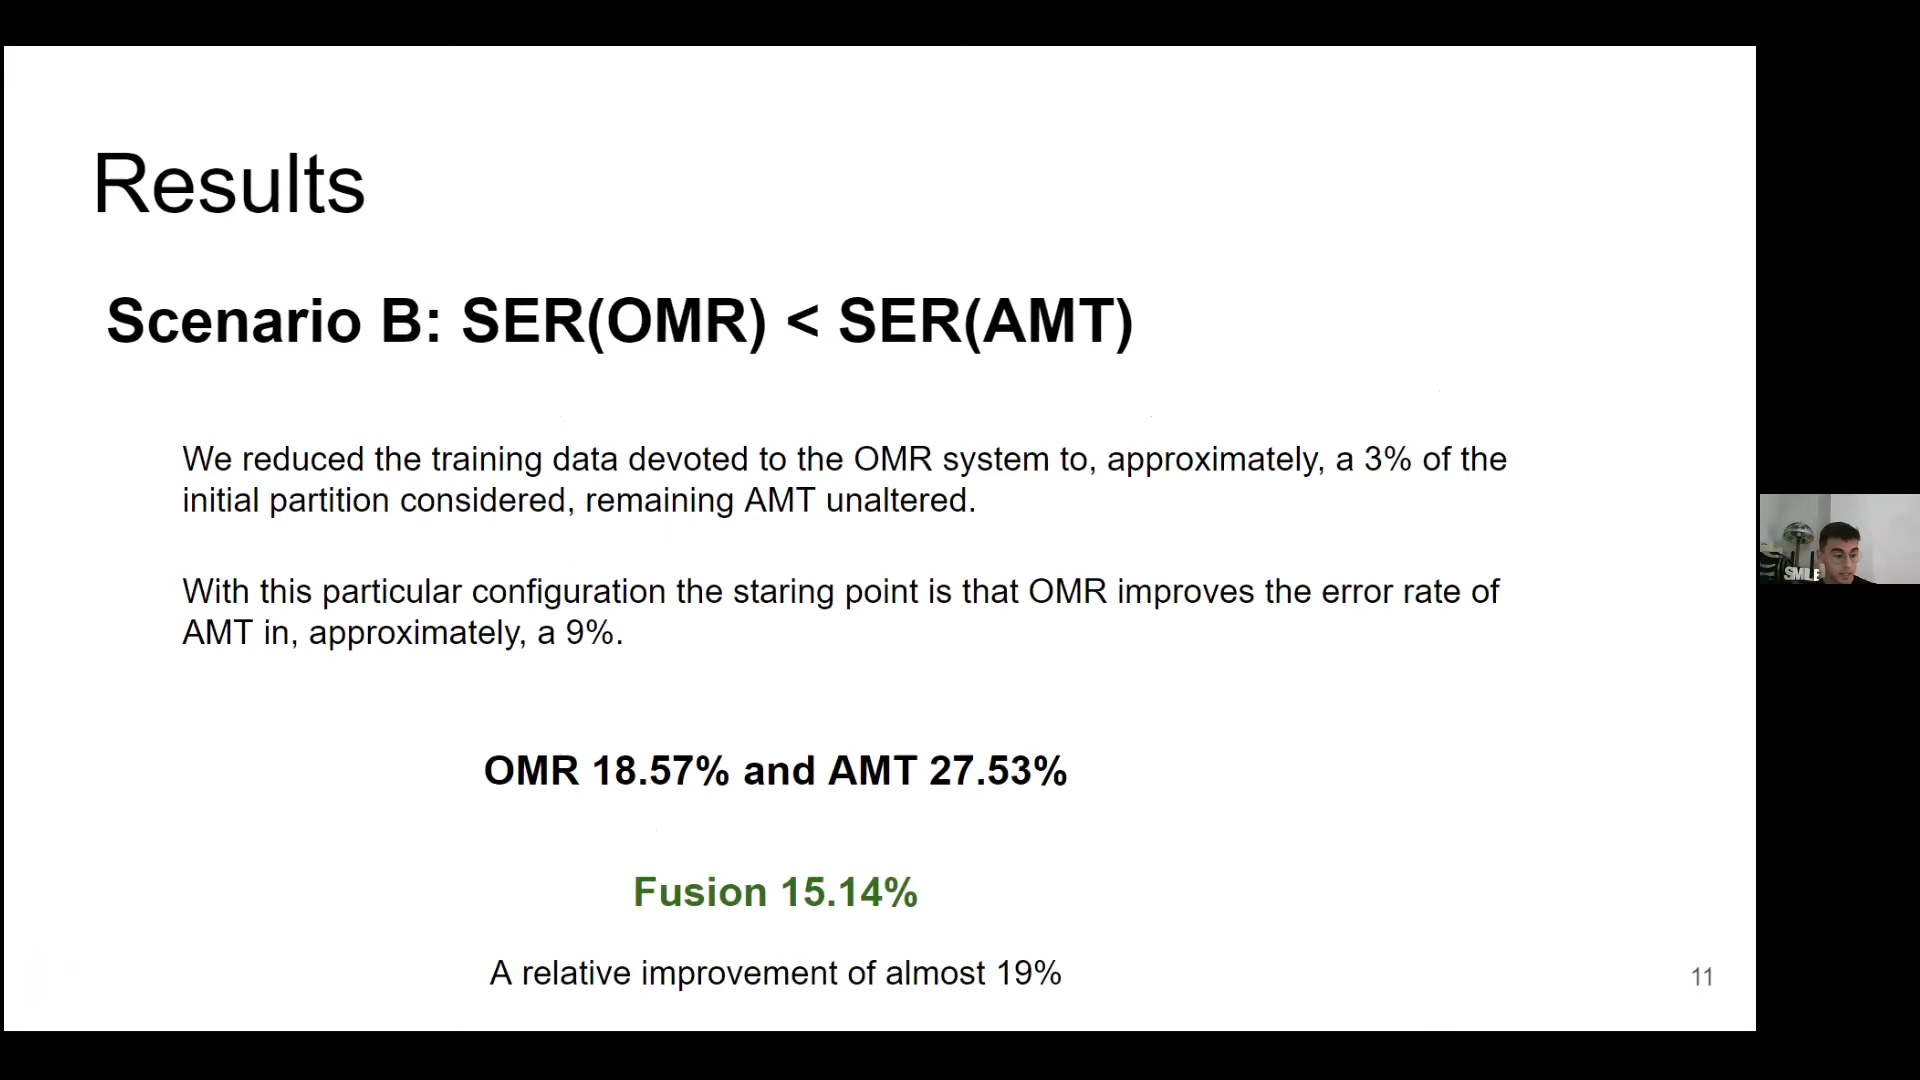 Results
Scenario B: SER(OMR) < SER(AMT)
We reduced the training data devoted to the OMR system to, approximately, a 3% of the
initial partition considered, remaining AMT unaltered.
With this particular configuration the staring point is that OMR improves the error rate of
AMT in, approximately, a 9%.
SMLE
OMR 18.57% and AMT 27.53%
Fusion 15.14%
A relative improvement of almost 19%
11